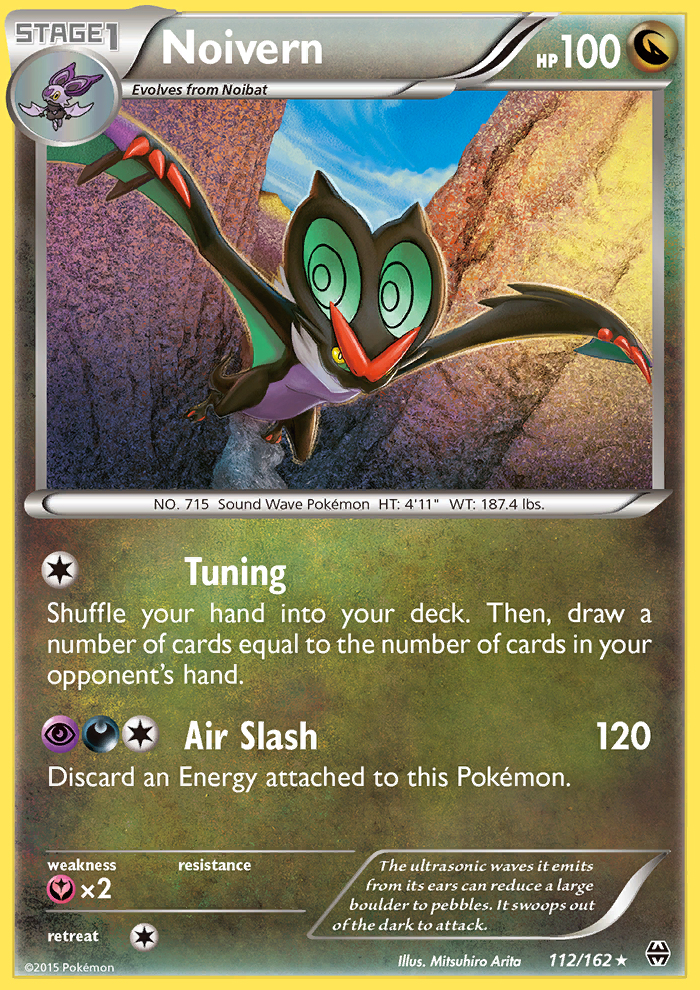 STAGE1
Noivern
HP100
Evolves from Noibat
NO. 715 Sound Wave Pokémon HT: 4'11" WT: 187.4 lbs.
Tuning
Shuffle your hand into your deck. Then, draw a
number of cards equal to the number of cards in your
opponent's hand.
Air Slash 120
Discard an Energy attached to this Pokémon.
weakness resistance
×2
retreat
The ultrasonic waves it emits
from its ears can reduce a large
boulder to pebbles. It swoops out
of the dark to attack.
©2015 Pokémon
Illus. Mitsuhiro Arita 112/162 ★